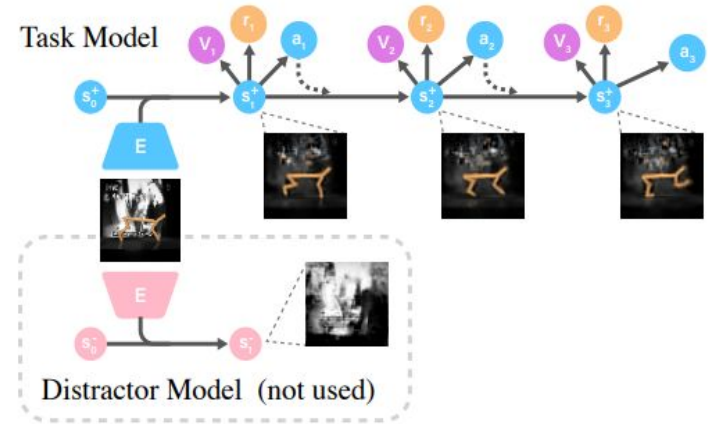 Task Model
V₁ r₁ a₁ V₂ r₂ a₂ V₃ r₃ a₃
s₀⁺ s₁⁺ s₂⁺ s₃⁺
E
E
s₀⁻ s₁⁻
Distractor Model (not used)